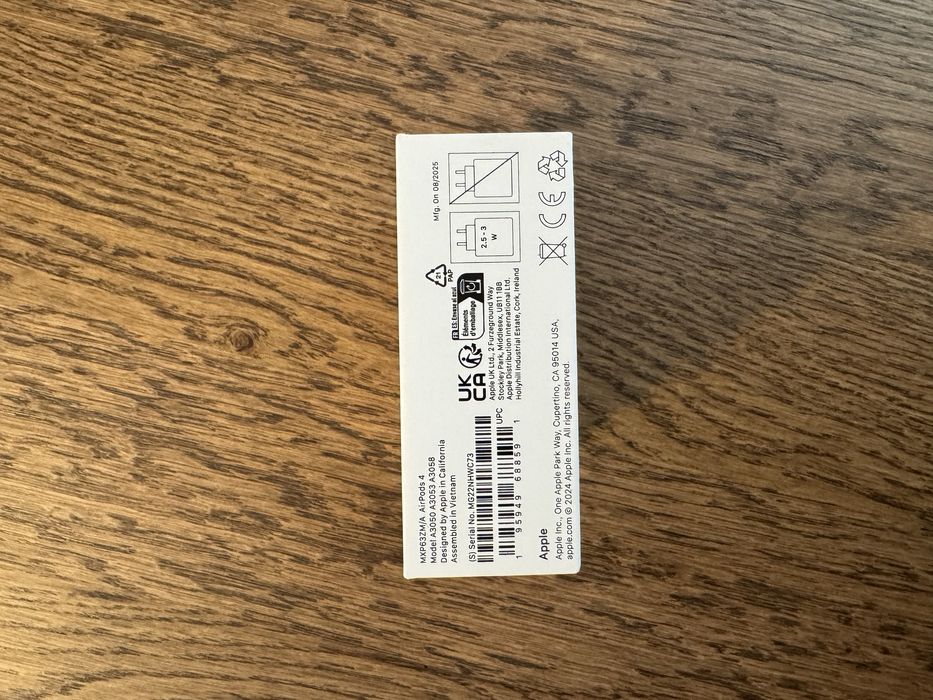 MXP63ZM/A AirPods 4
Model A3050 A3053 A3058
Designed by Apple in California
Assembled in Vietnam
(S) Serial No. MG22NHWC73
UPC
1 95949 68859 1
UK
CA
FR
Éléments
d'emballage
21
PAP
Apple UK Ltd., 2 Furzeground Way
Stockley Park, Middlesex, UB11 1BB
Apple Distribution International Ltd.
Hollyhill Industrial Estate, Cork, Ireland
Mfg. On 08/2025
2.5 - 3
W
CE
Apple
Apple Inc., One Apple Park Way, Cupertino, CA 95014 USA.
apple.com © 2024 Apple Inc. All rights reserved.